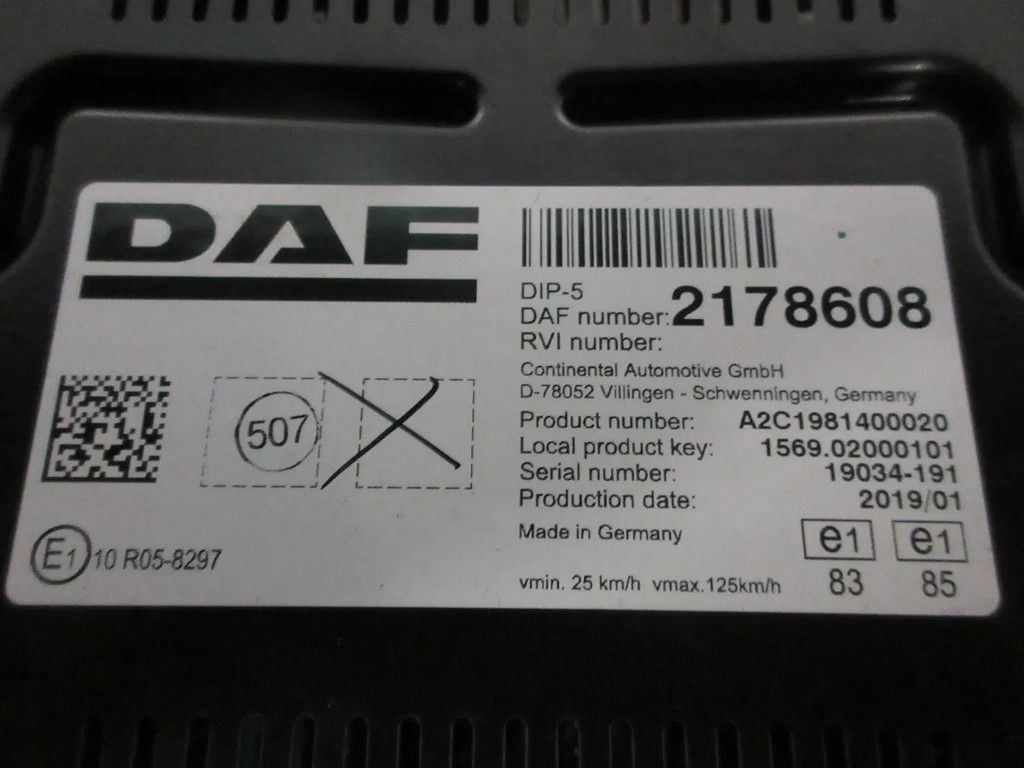 DAF
DIP-5
DAF number: 2178608
RVI number:
Continental Automotive GmbH
D-78052 Villingen - Schwenningen, Germany
Product number: A2C1981400020
Local product key: 1569.02000101
Serial number: 19034-191
Production date: 2019/01
507
Made in Germany
e1 e1
83 85
E1 10 R05-8297
vmin. 25 km/h vmax.125km/h